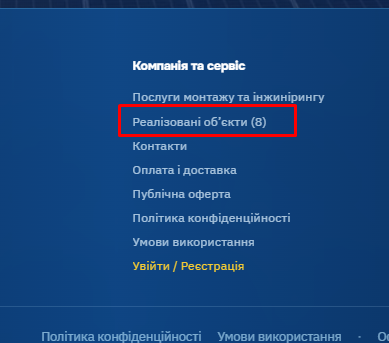 Компанія та сервіс
Послуги монтажу та інжинірингу
Реалізовані об'єкти (8)
Контакти
Оплата і доставка
Публічна оферта
Політика конфіденційності
Умови використання
Увійти / Реєстрація
Політика конфіденційності Умови використання ·